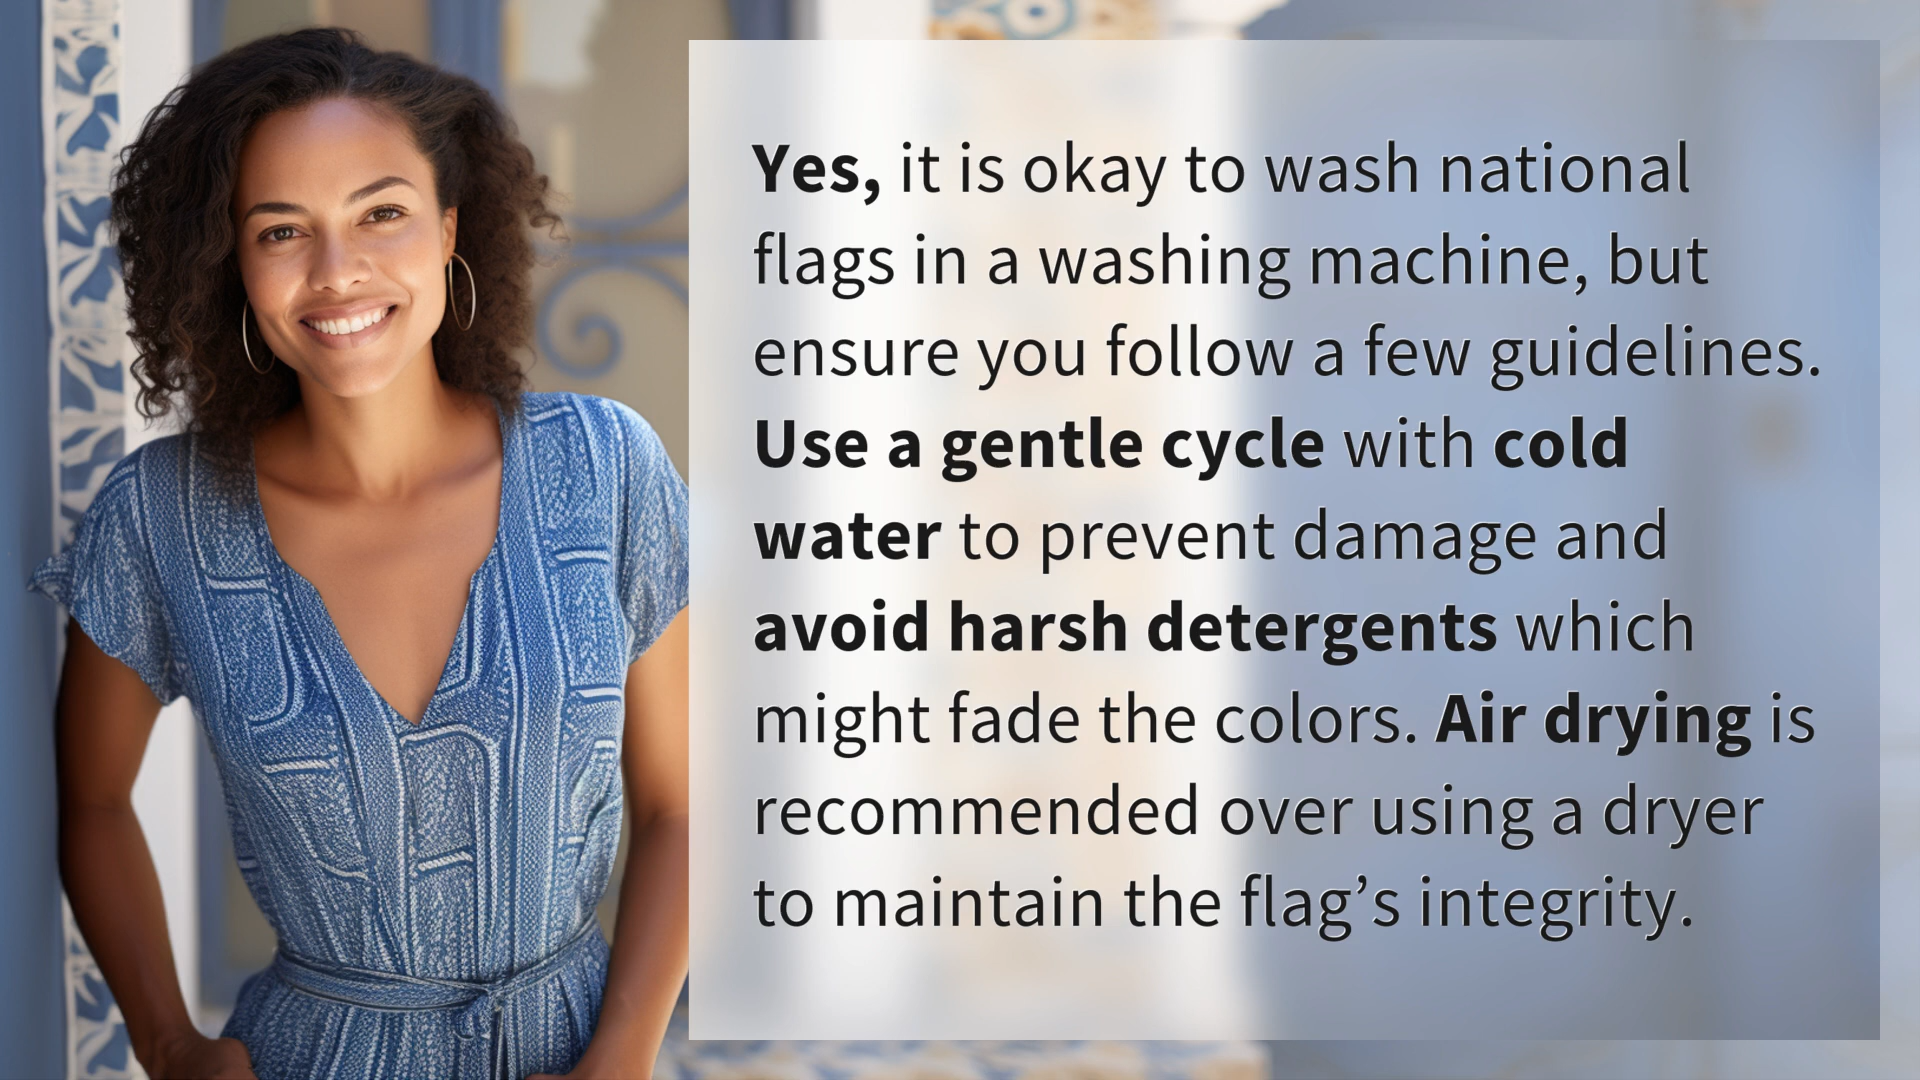 Yes, it is okay to wash national
flags in a washing machine, but
ensure you follow a few guidelines.
Use a gentle cycle with cold
water to prevent damage and
avoid harsh detergents which
might fade the colors. Air drying is
recommended over using a dryer
to maintain the flag’s integrity.